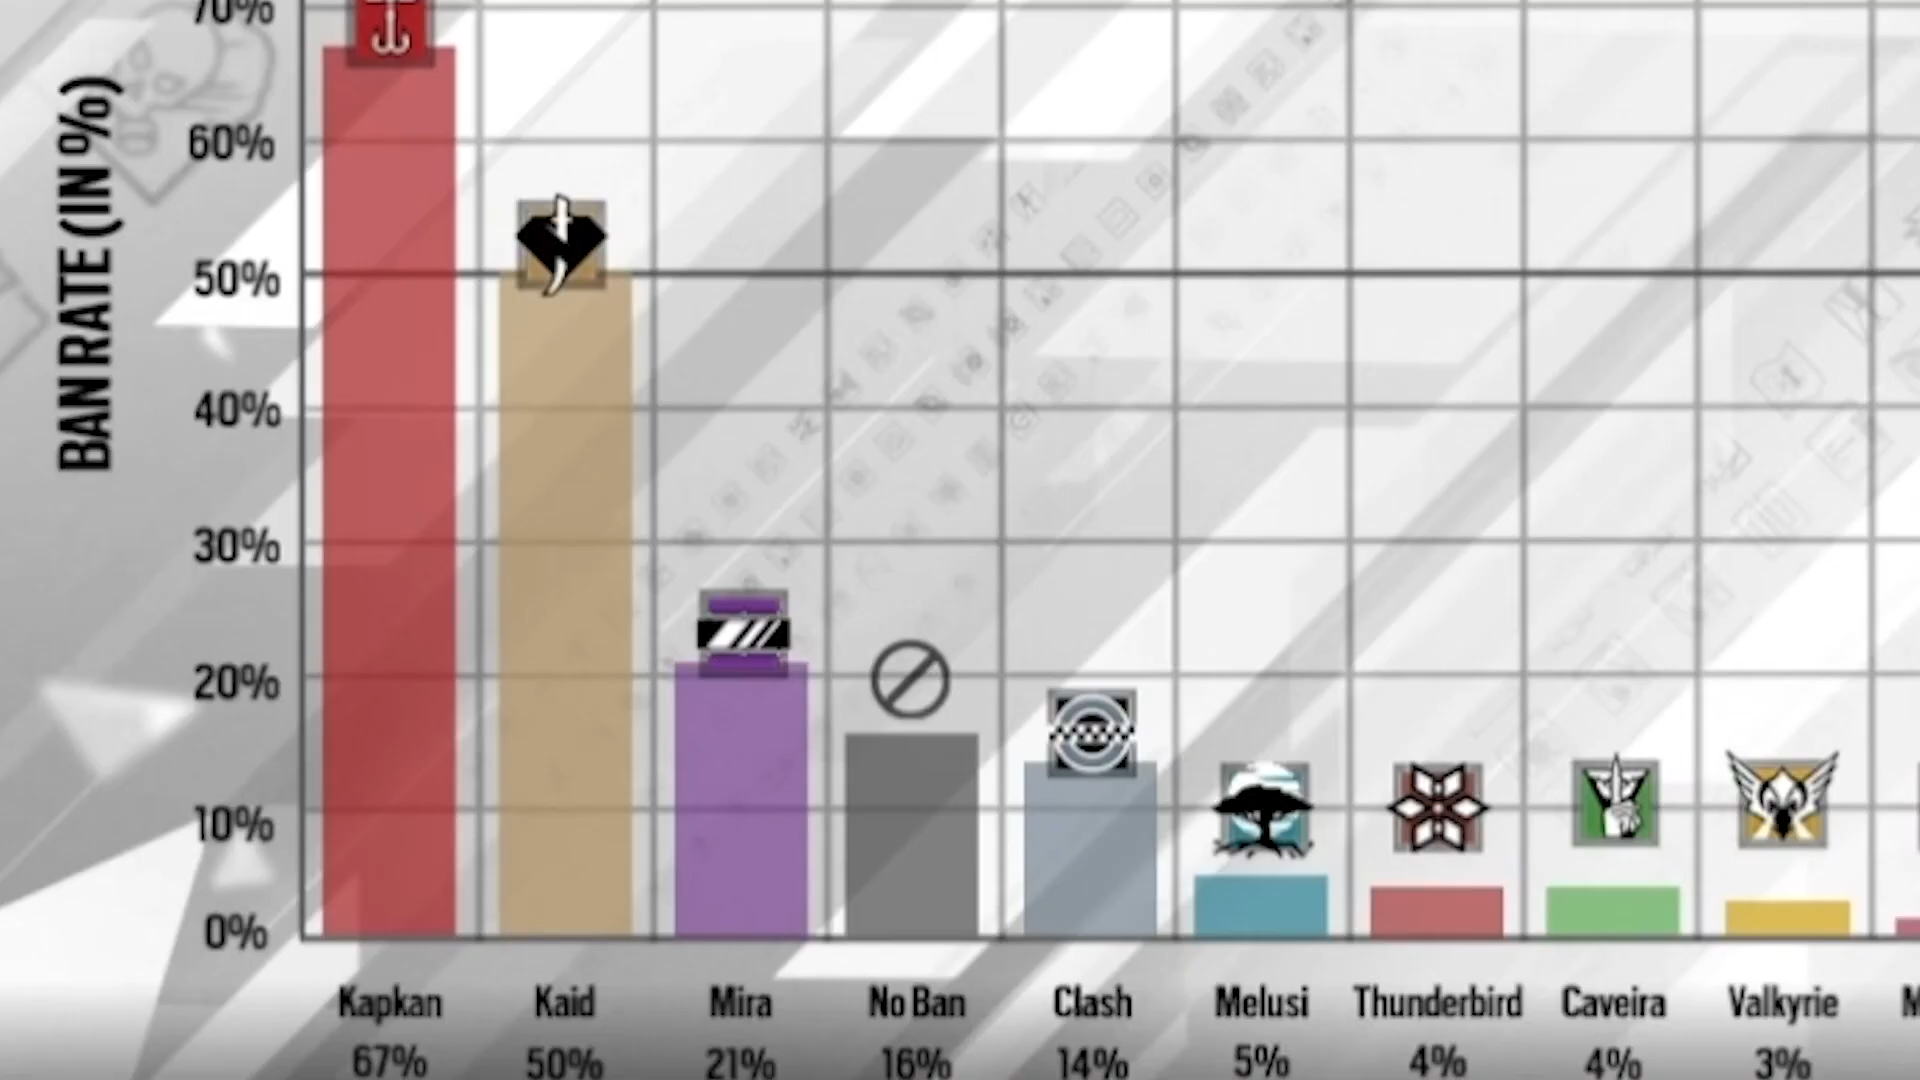 BAN RATE (IN %)
70%
60%
50%
40%
30%
20%
10%
0%
Kapkan
67%
Kaid
50%
Mira
21%
No Ban
16%
Clash
14%
Melusi
5%
Thunderbird
4%
Caveira
4%
Valkyrie
3%